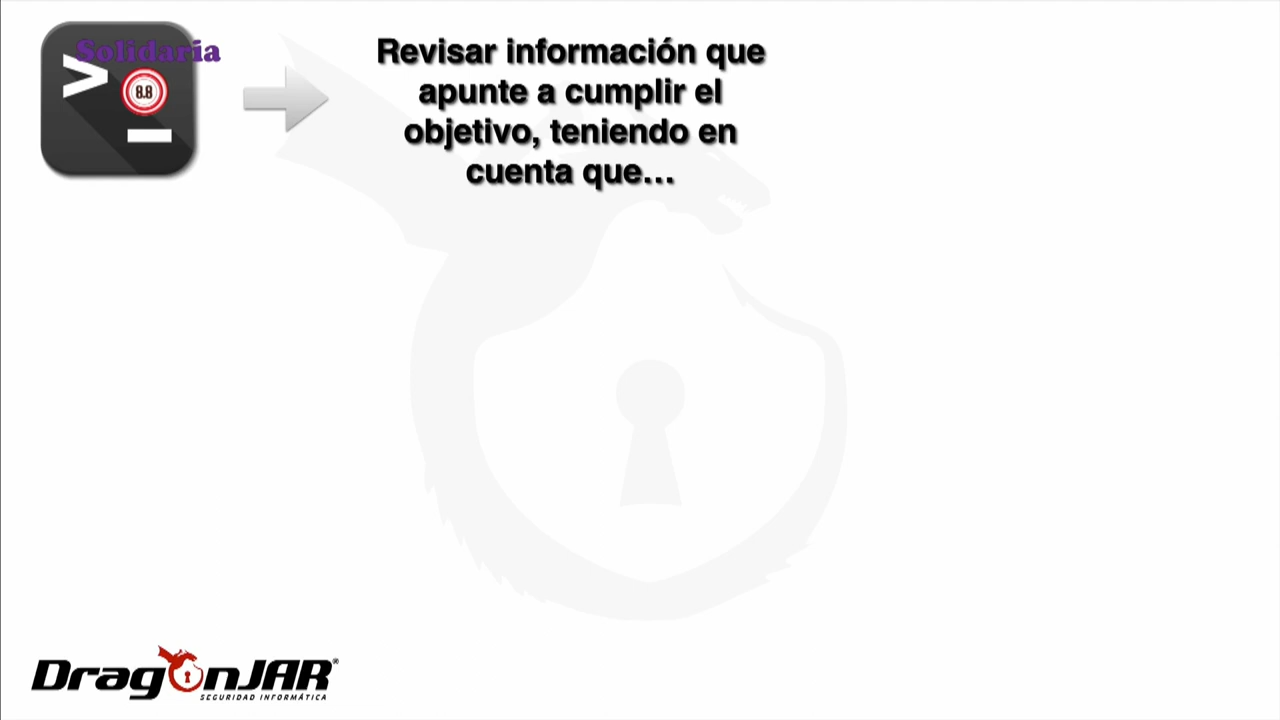 Solidaria
>
8.8
_
Revisar información que
apunte a cumplir el
objetivo, teniendo en
cuenta que...
DragonJAR®
SEGURIDAD INFORMÁTICA